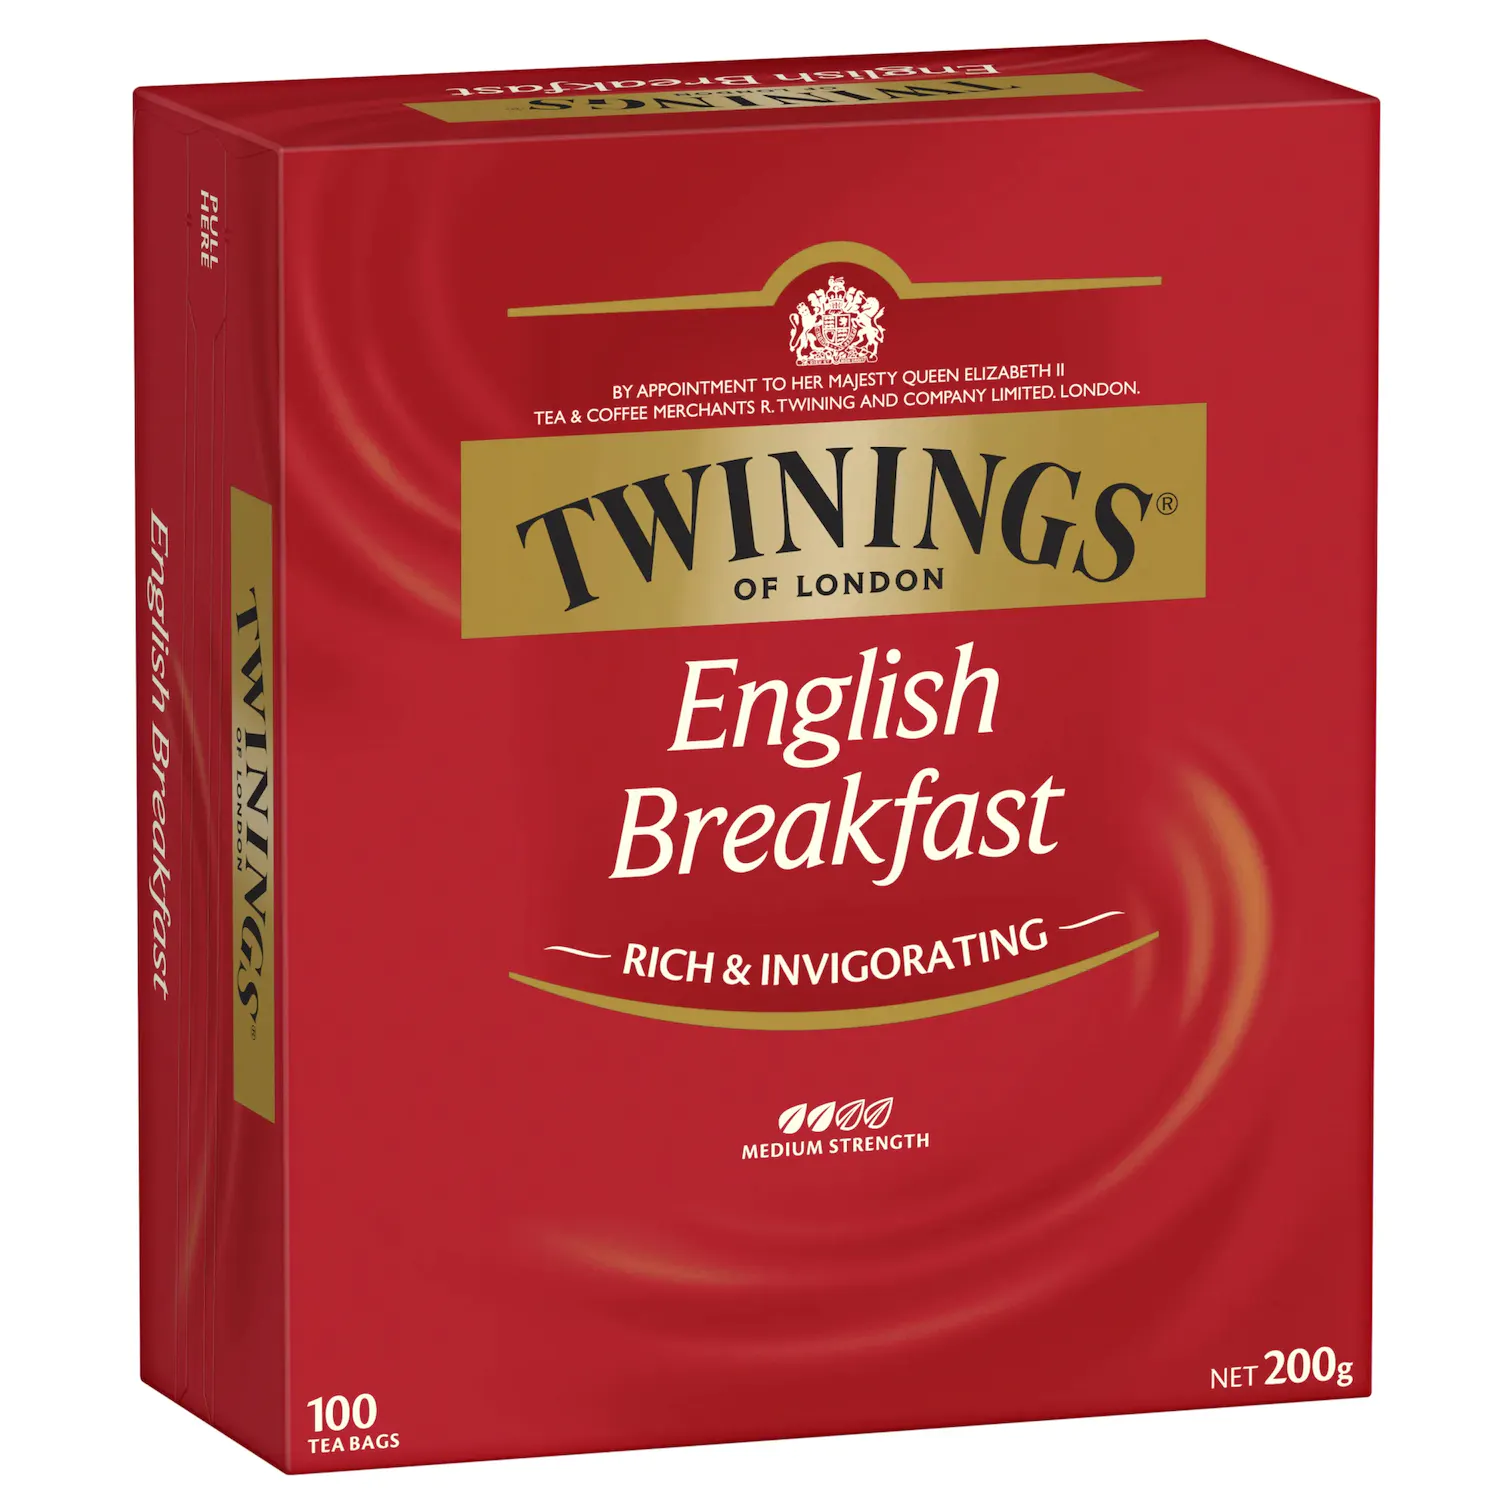 English Breakfast
TWININGS®
OF LONDON
PULL
HERE
English Breakfast
TWININGS®
OF LONDON
BY APPOINTMENT TO HER MAJESTY QUEEN ELIZABETH II
TEA & COFFEE MERCHANTS R. TWINING AND COMPANY LIMITED. LONDON.
TWININGS®
OF LONDON
English
Breakfast
RICH & INVIGORATING
MEDIUM STRENGTH
100
TEA BAGS
NET 200g